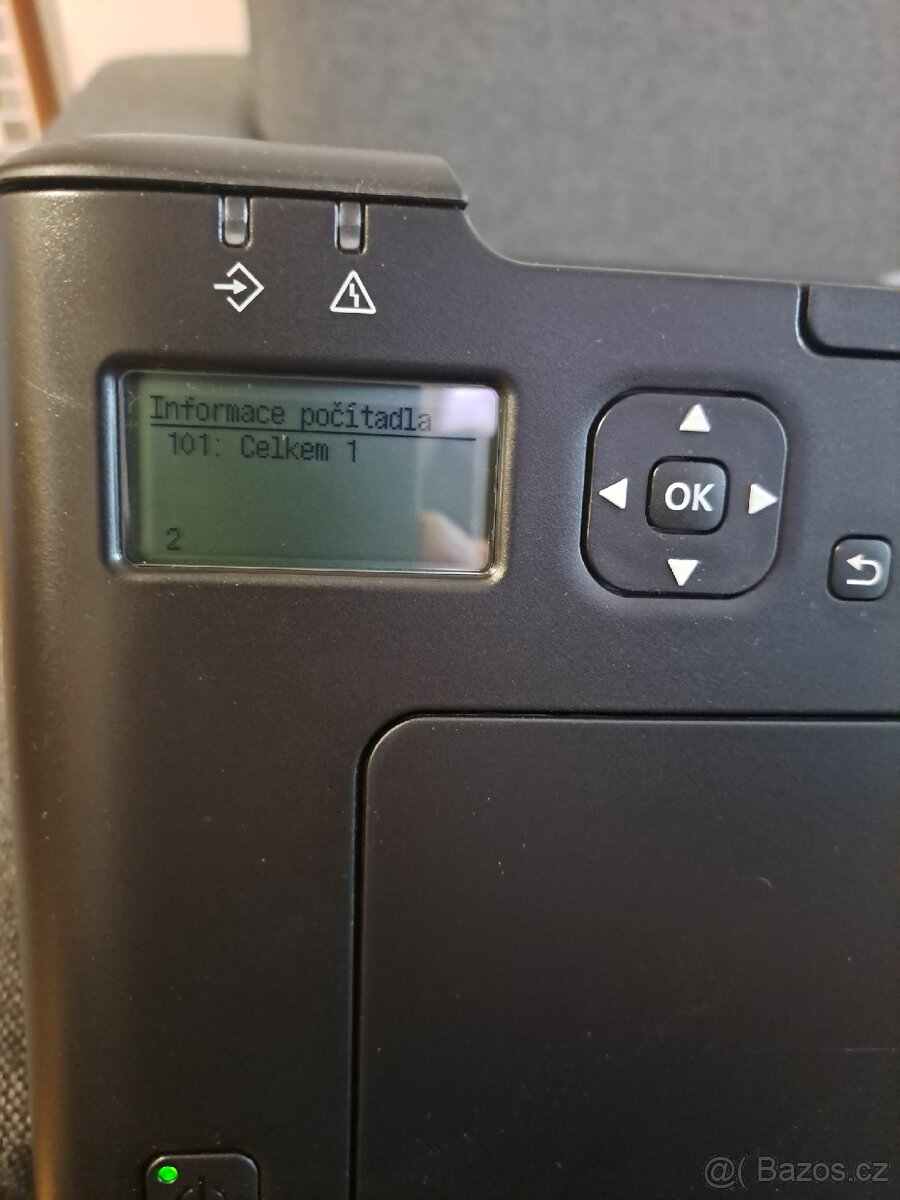 Informace počítadla
101: Celkem 1
2
OK
@( Bazos.cz